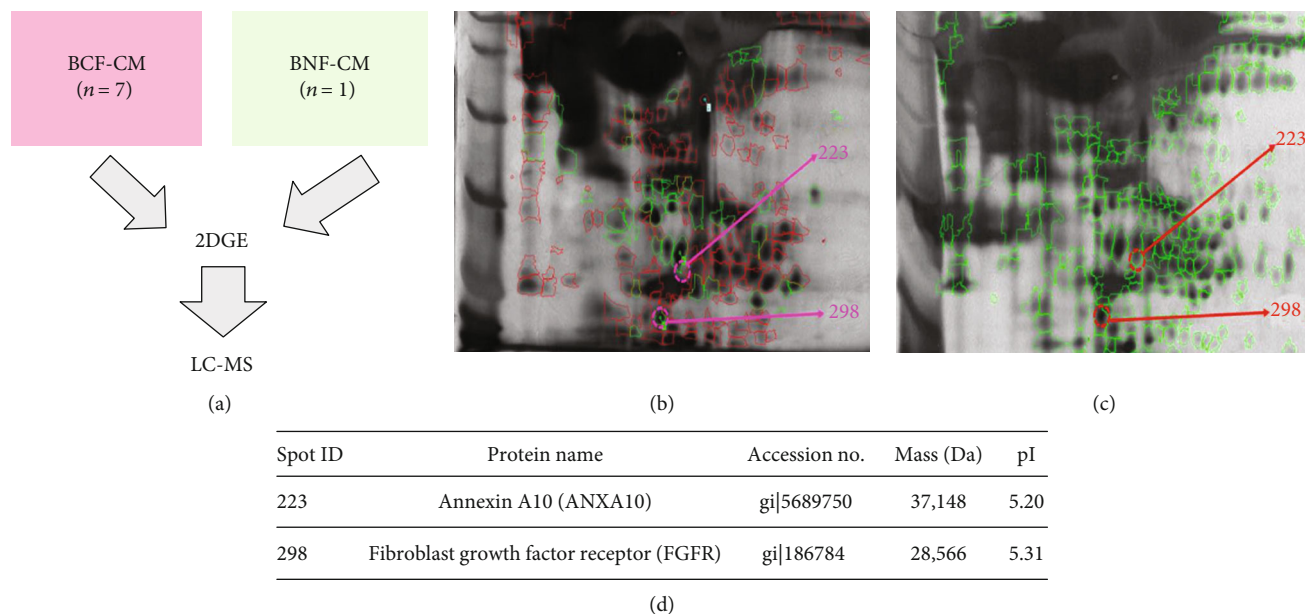 BCF-CM
(n = 7)
BNF-CM
(n = 1)
2DGE
LC-MS
(a)
223
298
(b)
223
298
(c)
Spot ID Protein name Accession no. Mass (Da) pI
223 Annexin A10 (ANXA10) gi|5689750 37,148 5.20
298 Fibroblast growth factor receptor (FGFR) gi|186784 28,566 5.31
(d)